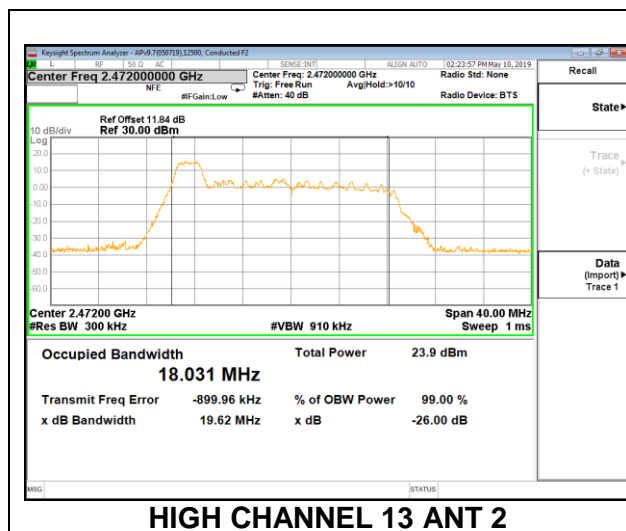 Keysight Spectrum Analyzer - APv9.7(050719),12500, Conducted F2
L RF 50 Ω AC SENSE:INT ALIGN AUTO 02:23:57 PM May 10, 2019
Center Freq 2.472000000 GHz Center Freq: 2.472000000 GHz Radio Std: None
NFE Trig: Free Run Avg|Hold:>10/10
#IFGain:Low #Atten: 40 dB Radio Device: BTS
Recall
State
Trace
(+ State)
Data
(Import)
Trace 1
Ref Offset 11.84 dB
10 dB/div Ref 30.00 dBm
Log
20.0
10.0
0.00
-10.0
-20.0
-30.0
-40.0
-50.0
-60.0
Center 2.47200 GHz Span 40.00 MHz
#Res BW 300 kHz #VBW 910 kHz Sweep 1 ms
Occupied Bandwidth Total Power 23.9 dBm
18.031 MHz
Transmit Freq Error -899.96 kHz % of OBW Power 99.00 %
x dB Bandwidth 19.62 MHz x dB -26.00 dB
MSG STATUS
HIGH CHANNEL 13 ANT 2